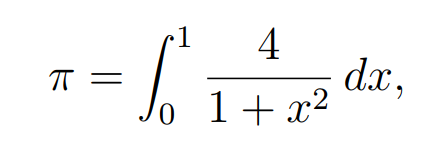 π = ∫₀¹ 4/(1 + x²) dx,